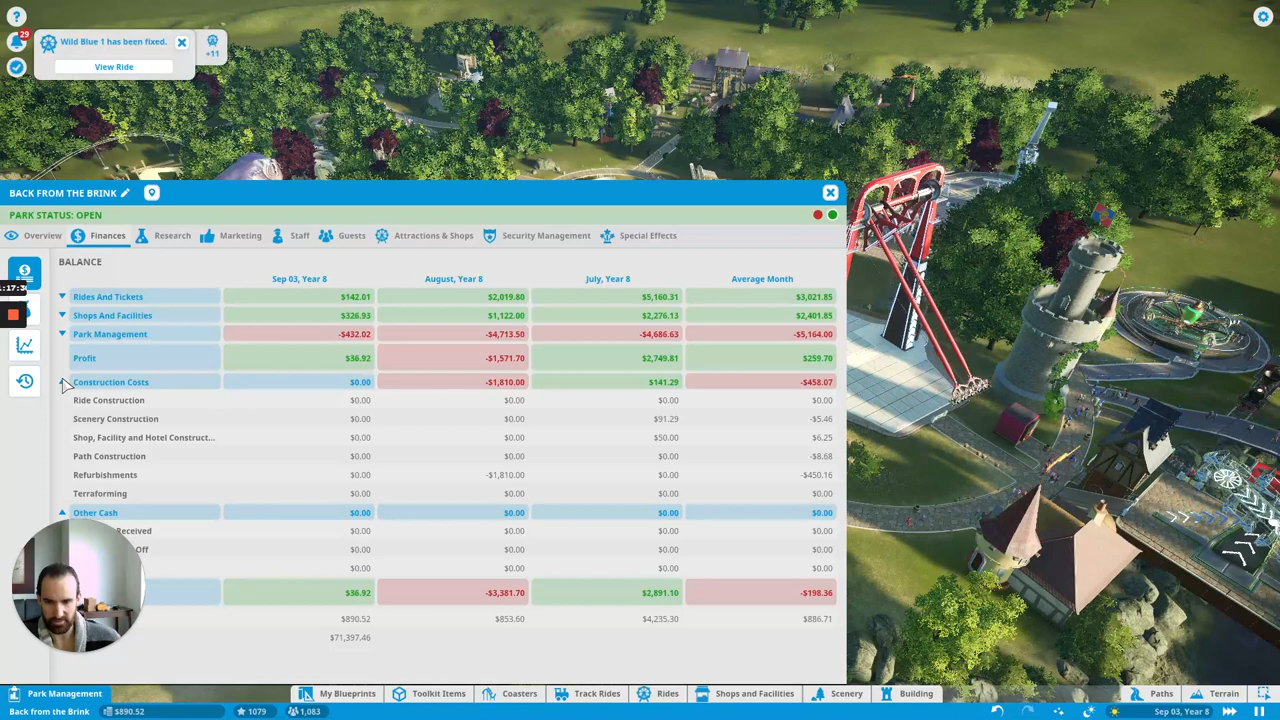 ?
29
Wild Blue 1 has been fixed.
+11
View Ride
BACK FROM THE BRINK
PARK STATUS: OPEN
Overview Finances Research Marketing Staff Guests Attractions & Shops Security Management Special Effects
BALANCE
Sep 03, Year 8 August, Year 8 July, Year 8 Average Month
Rides And Tickets $142.01 $2,019.80 $5,160.31 $3,021.85
Shops And Facilities $326.93 $1,122.00 $2,276.13 $2,401.85
Park Management -$432.02 -$4,713.50 -$4,686.63 -$5,164.00
Profit $36.92 -$1,571.70 $2,749.81 $259.70
Construction Costs $0.00 -$1,810.00 $141.29 -$458.07
Ride Construction $0.00 $0.00 $0.00 $0.00
Scenery Construction $0.00 $0.00 $91.29 -$5.46
Shop, Facility and Hotel Construct... $0.00 $0.00 $50.00 $6.25
Path Construction $0.00 $0.00 $0.00 -$8.68
Refurbishments $0.00 -$1,810.00 $0.00 -$450.16
Terraforming $0.00 $0.00 $0.00 $0.00
Other Cash $0.00 $0.00 $0.00 $0.00
Received $0.00 $0.00 $0.00 $0.00
Off $0.00 $0.00 $0.00 $0.00
$0.00 $0.00 $0.00 $0.00
$36.92 -$3,381.70 $2,891.10 -$198.36
$890.52 $853.60 $4,235.30 $886.71
$71,397.46
Park Management My Blueprints Toolkit Items Coasters Track Rides Rides Shops and Facilities Scenery Building Paths Terrain
Back from the Brink $890.52 1079 1,083 Sep 03, Year 8